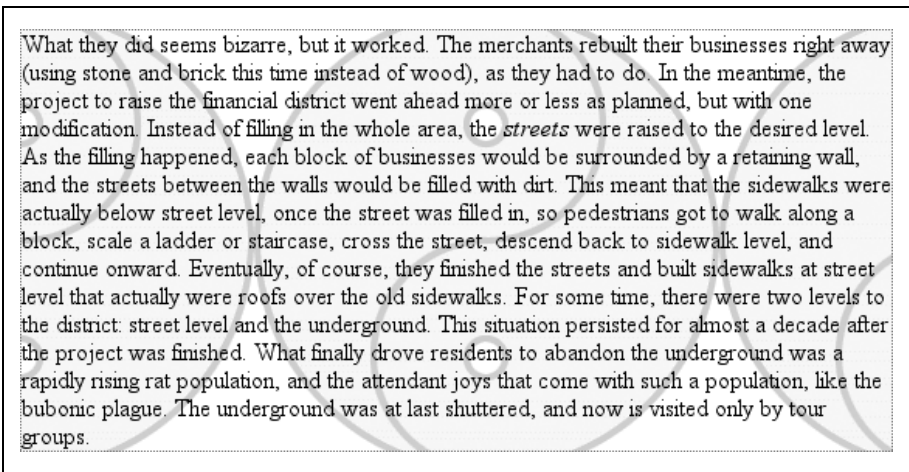 What they did seems bizarre, but it worked. The merchants rebuilt their businesses right away
(using stone and brick this time instead of wood), as they had to do. In the meantime, the
project to raise the financial district went ahead more or less as planned, but with one
modification. Instead of filling in the whole area, the streets were raised to the desired level.
As the filling happened, each block of businesses would be surrounded by a retaining wall,
and the streets between the walls would be filled with dirt. This meant that the sidewalks were
actually below street level, once the street was filled in, so pedestrians got to walk along a
block, scale a ladder or staircase, cross the street, descend back to sidewalk level, and
continue onward. Eventually, of course, they finished the streets and built sidewalks at street
level that actually were roofs over the old sidewalks. For some time, there were two levels to
the district: street level and the underground. This situation persisted for almost a decade after
the project was finished. What finally drove residents to abandon the underground was a
rapidly rising rat population, and the attendant joys that come with such a population, like the
bubonic plague. The underground was at last shuttered, and now is visited only by tour
groups.